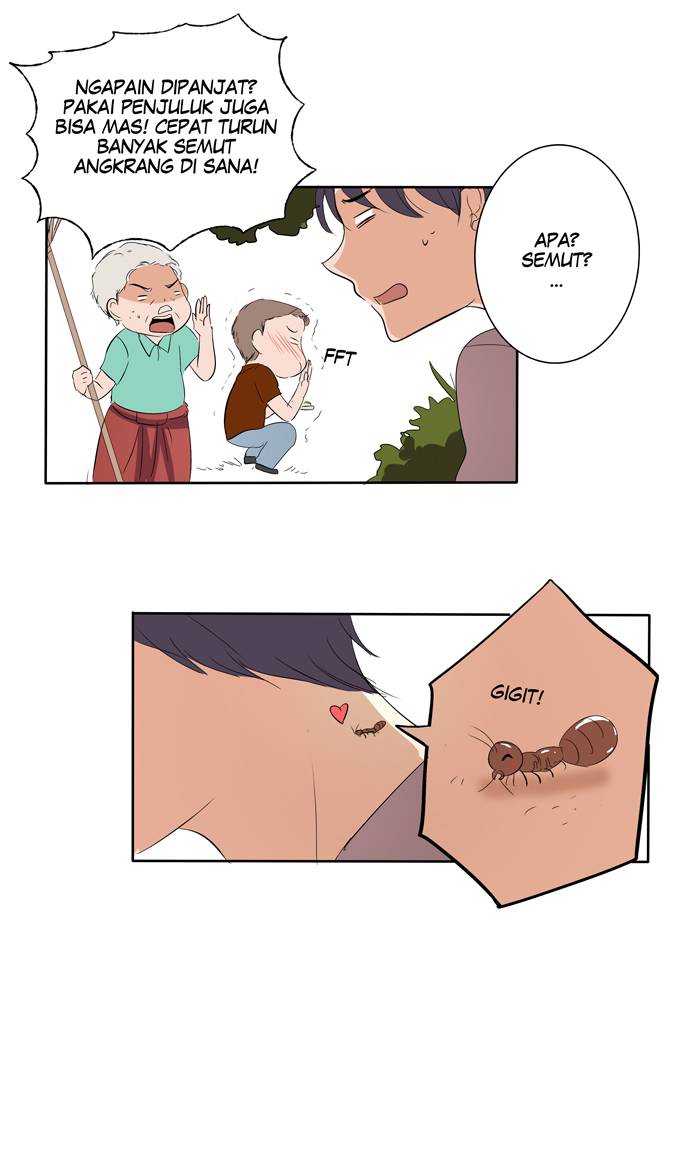 NGAPAIN DIPANJAT?
PAKAI PENJULUK JUGA
BISA MAS! CEPAT TURUN
BANYAK SEMUT
ANGKRANG DI SANA!
APA?
SEMUT?
...
FFT
GIGIT!